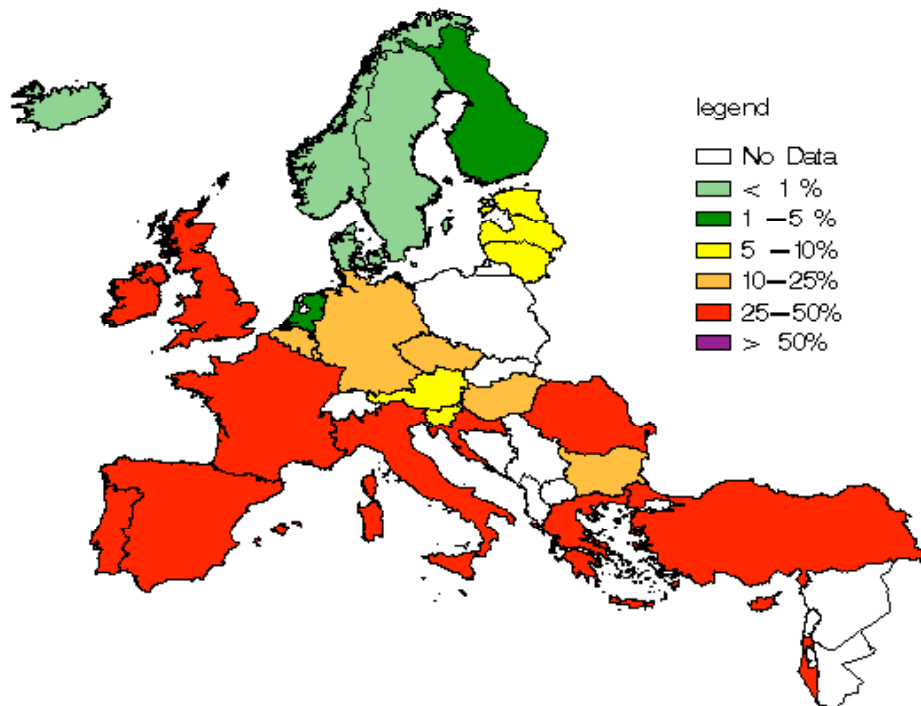 legend
No Data
< 1 %
1 –5 %
5 –10%
10–25%
25–50%
> 50%